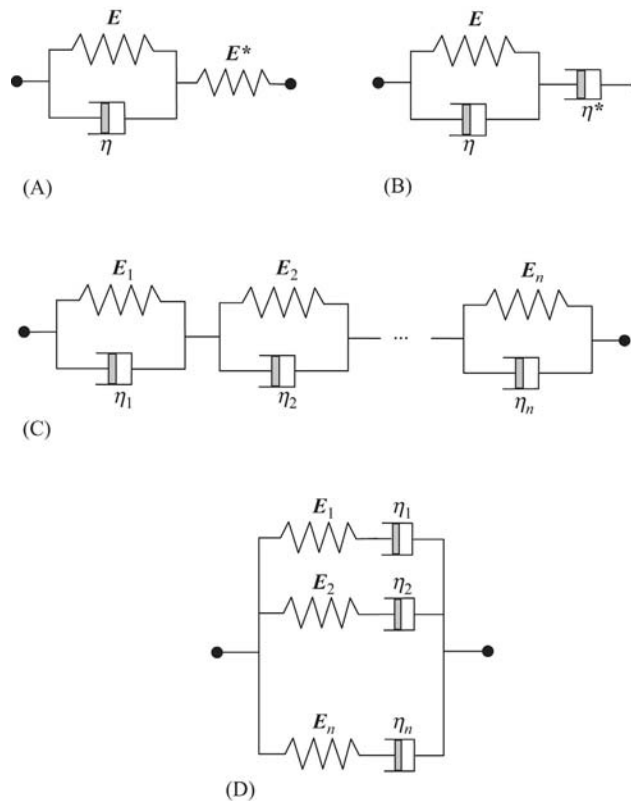 E E
E* 
η η η*
(A) (B)
E₁ E₂ Eₙ
...
η₁ η₂ ηₙ
(C)
E₁ η₁
E₂ η₂
Eₙ ηₙ
(D)